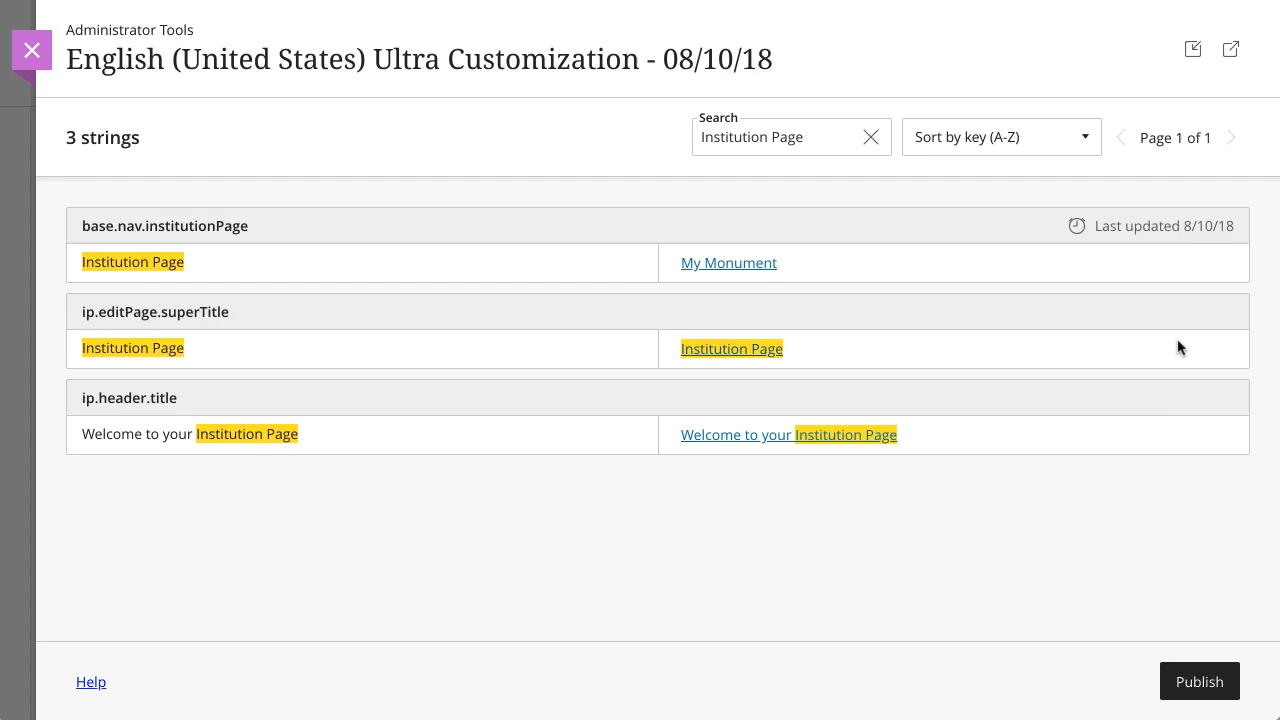 Administrator Tools
English (United States) Ultra Customization - 08/10/18
3 strings
Search
Institution Page
Sort by key (A-Z)
Page 1 of 1
base.nav.institutionPage
Last updated 8/10/18
Institution Page
My Monument
ip.editPage.superTitle
Institution Page
Institution Page
ip.header.title
Welcome to your Institution Page
Welcome to your Institution Page
Help
Publish